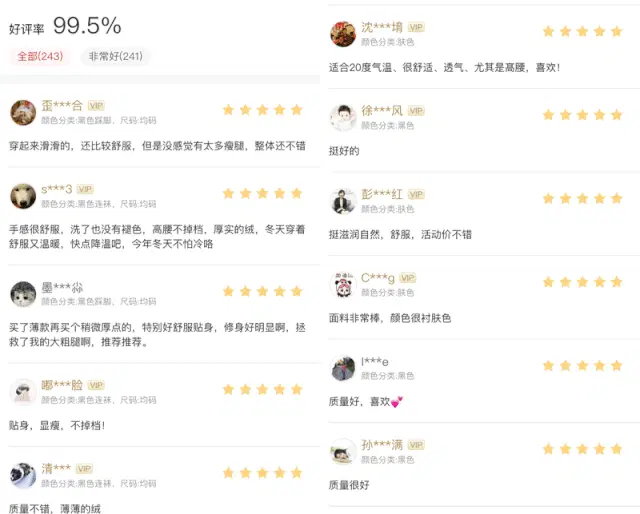 好评率 99.5%
全部(243) 非常好(241)
歪***合 VIP
颜色分类:黑色踩脚、尺码:均码
穿起来滑滑的，还比较舒服，但是没感觉有太多瘦腿，整体还不错
s***3 VIP
颜色分类:黑色连袜、尺码:均码
手感很舒服，洗了也没有褪色，高腰不掉档，厚实的绒，冬天穿着
舒服又温暖，快点降温吧，今年冬天不怕冷咯
墨***尛
颜色分类:黑色踩脚、尺码:均码
买了薄款再买个稍微厚点的，特别好舒服贴身，修身好明显啊，拯
救了我的大粗腿啊，推荐推荐。
嘟***脸 VIP
颜色分类:黑色连袜、尺码:均码
贴身，显瘦，不掉档！
清*** VIP
颜色分类:黑色连袜、尺码:均码
质量不错，薄薄的绒
沈***堉 VIP
颜色分类:肤色
适合20度气温、很舒适、透气、尤其是高腰，喜欢！
徐***风 VIP
颜色分类:黑色
挺好的
彭***红 VIP
颜色分类:肤色
挺滋润自然，舒服，活动价不错
C***g VIP
颜色分类:肤色
面料非常棒，颜色很衬肤色
l***e
颜色分类:黑色
质量好，喜欢💕
孙***满 VIP
颜色分类:黑色
质量很好